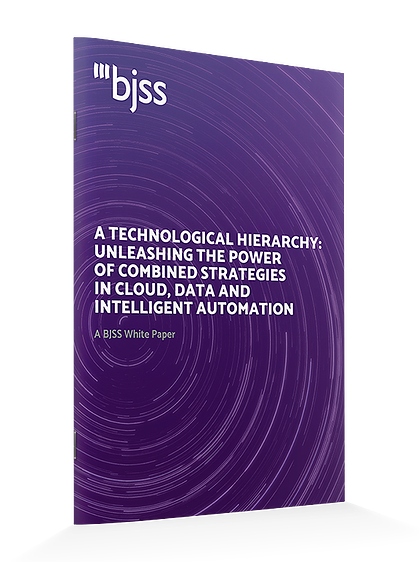 bjss
A TECHNOLOGICAL HIERARCHY:
UNLEASHING THE POWER
OF COMBINED STRATEGIES
IN CLOUD, DATA AND
INTELLIGENT AUTOMATION
A BJSS White Paper